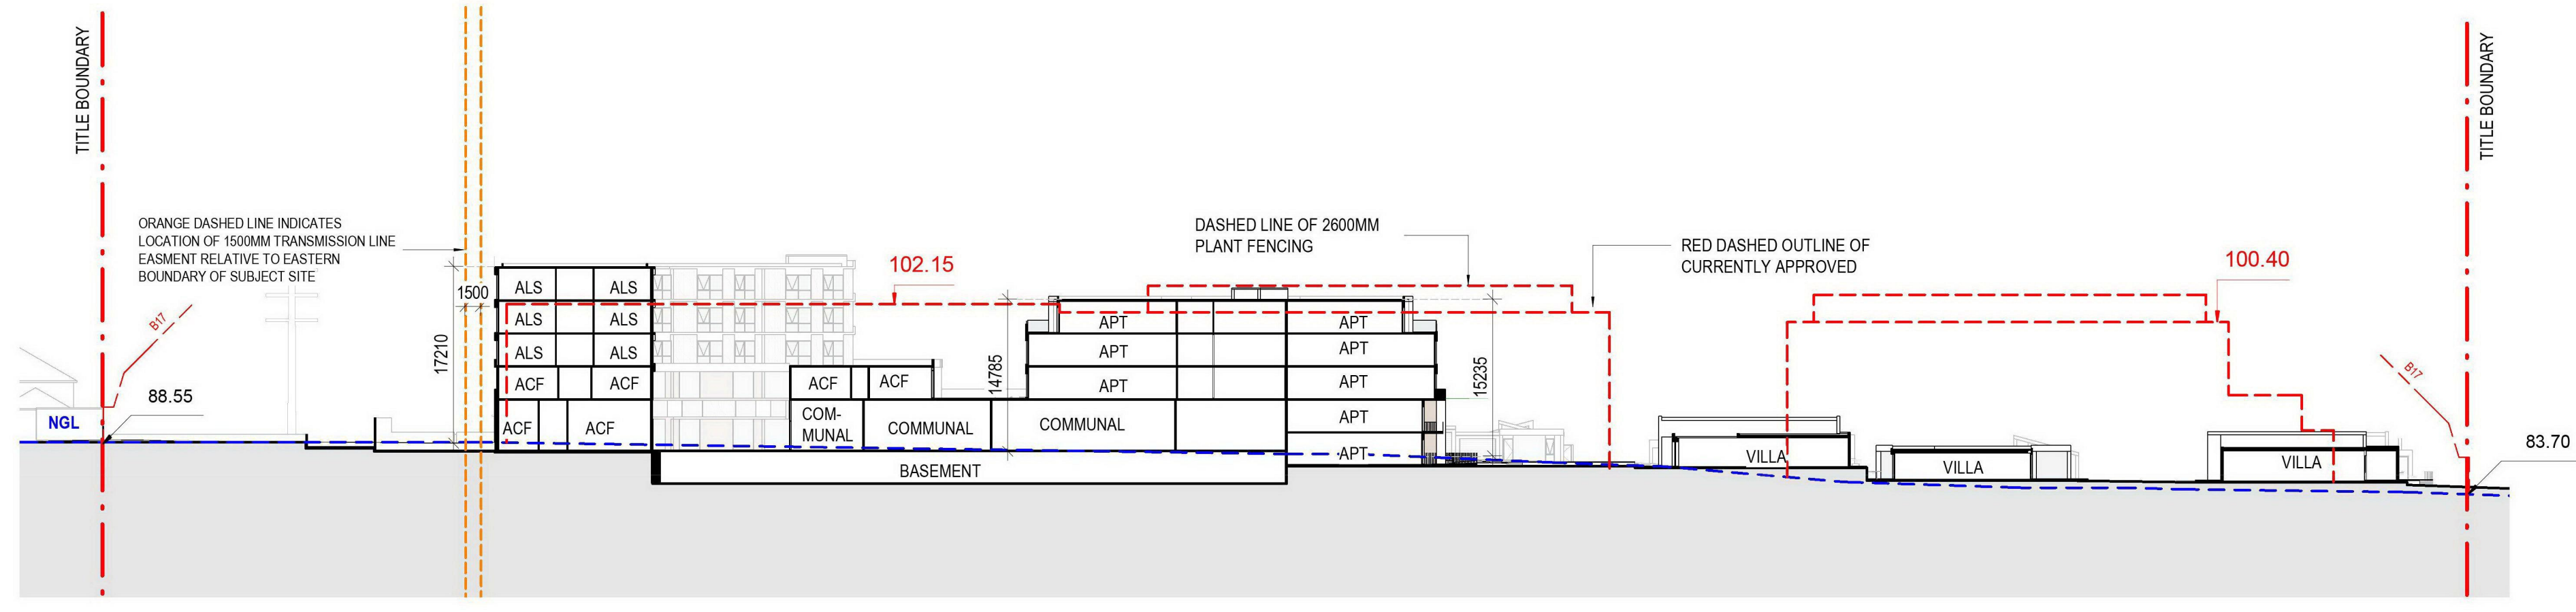 TITLE BOUNDARY
ORANGE DASHED LINE INDICATES
LOCATION OF 1500MM TRANSMISSION LINE
EASMENT RELATIVE TO EASTERN
BOUNDARY OF SUBJECT SITE
B17
88.55
NGL
1500
17210
ALS
ALS
ALS
ALS
ALS
ALS
ACF
ACF
ACF
ACF
102.15
ACF
ACF
COM-
MUNAL
COMMUNAL
COMMUNAL
BASEMENT
14785
DASHED LINE OF 2600MM
PLANT FENCING
APT
APT
APT
APT
APT
APT
APT
APT
15235
RED DASHED OUTLINE OF
CURRENTLY APPROVED
100.40
VILLA
VILLA
VILLA
B17
83.70
TITLE BOUNDARY